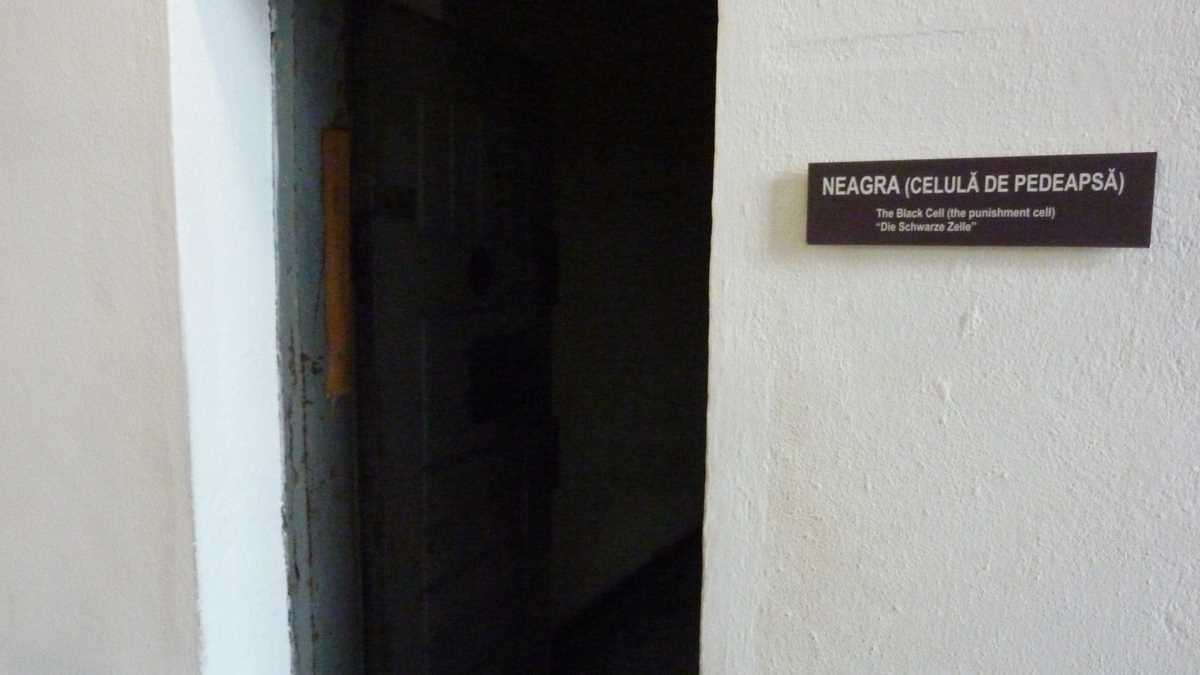 NEAGRA (CELULĂ DE PEDEAPSĂ)
The Black Cell (the punishment cell)
“Die Schwarze Zelle”